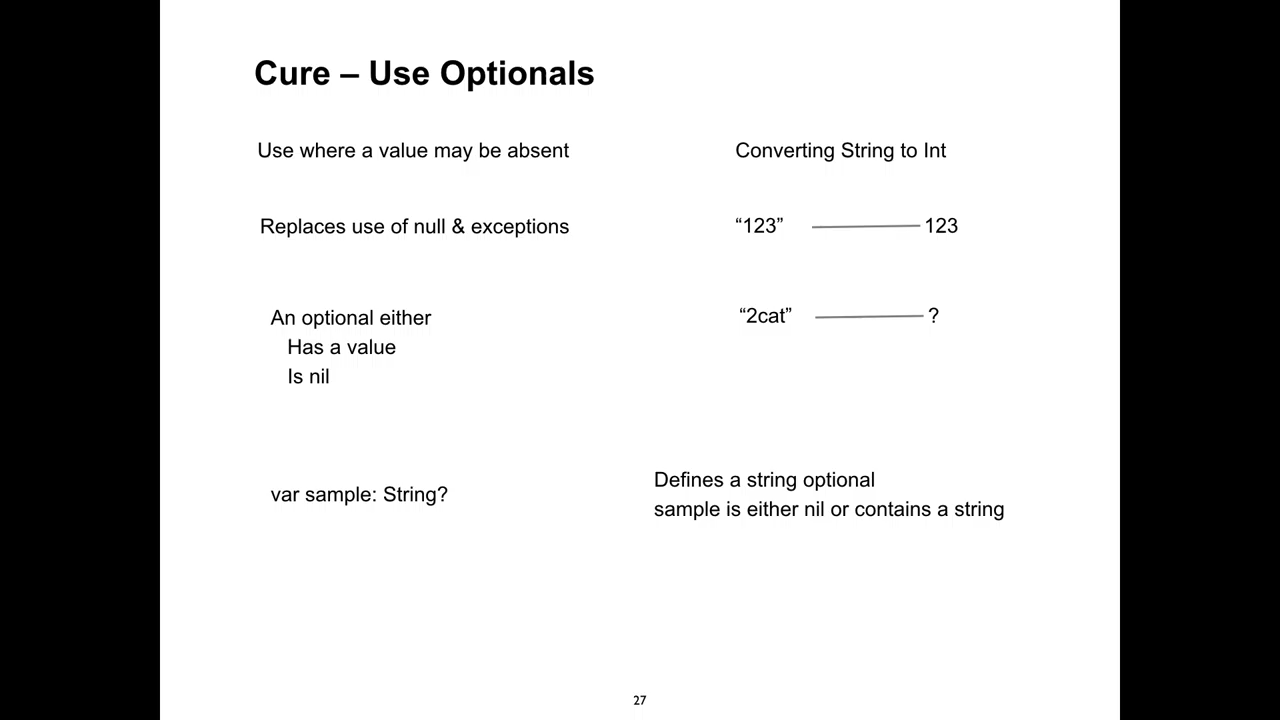 Cure – Use Optionals
Use where a value may be absent
Replaces use of null & exceptions
An optional either
Has a value
Is nil
var sample: String?
Converting String to Int
“123” 123
“2cat” ?
Defines a string optional
sample is either nil or contains a string
27